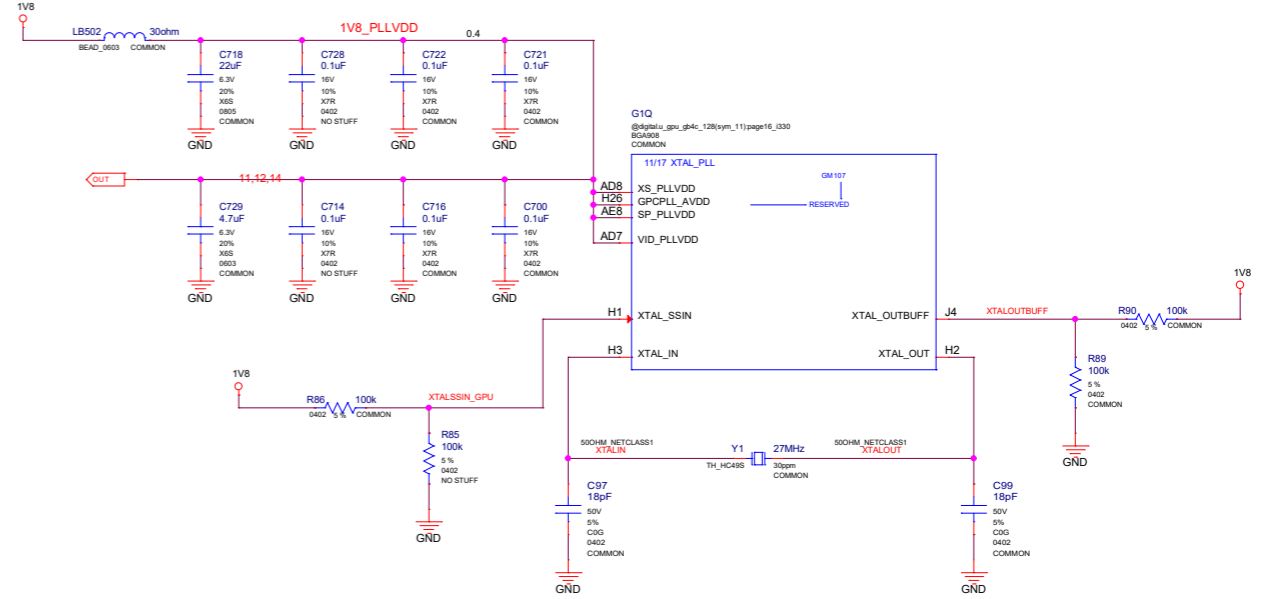 1V8
LB502 30ohm
BEAD_0603 COMMON
1V8_PLLVDD
0.4
C718
22uF
6.3V
20%
X6S
0805
COMMON
GND
C728
0.1uF
16V
10%
X7R
0402
NO STUFF
GND
C722
0.1uF
16V
10%
X7R
0402
COMMON
GND
C721
0.1uF
16V
10%
X7R
0402
COMMON
GND
OUT
11,12,14
C729
4.7uF
6.3V
20%
X6S
0603
COMMON
GND
C714
0.1uF
16V
10%
X7R
0402
NO STUFF
GND
C716
0.1uF
16V
10%
X7R
0402
COMMON
GND
C700
0.1uF
16V
10%
X7R
0402
COMMON
GND
G1Q
@digital.u_gpu_gb4c_128(sym_11):page16_i330
BGA908
COMMON
11/17 XTAL_PLL
GM107
RESERVED
AD8 XS_PLLVDD
H26 GPCPLL_AVDD
AE8 SP_PLLVDD
AD7 VID_PLLVDD
H1 XTAL_SSIN
H3 XTAL_IN
XTAL_OUTBUFF J4
XTAL_OUT H2
XTALOUTBUFF
1V8
R90 100k
0402 5 % COMMON
R89
100k
5 %
0402
COMMON
GND
1V8
R86 100k
0402 5 % COMMON
XTALSSIN_GPU
R85
100k
5 %
0402
NO STUFF
GND
50OHM_NETCLASS1
XTALIN
Y1 27MHz
TH_HC49S 30ppm
COMMON
50OHM_NETCLASS1
XTALOUT
C97
18pF
50V
5%
C0G
0402
COMMON
GND
C99
18pF
50V
5%
C0G
0402
COMMON
GND